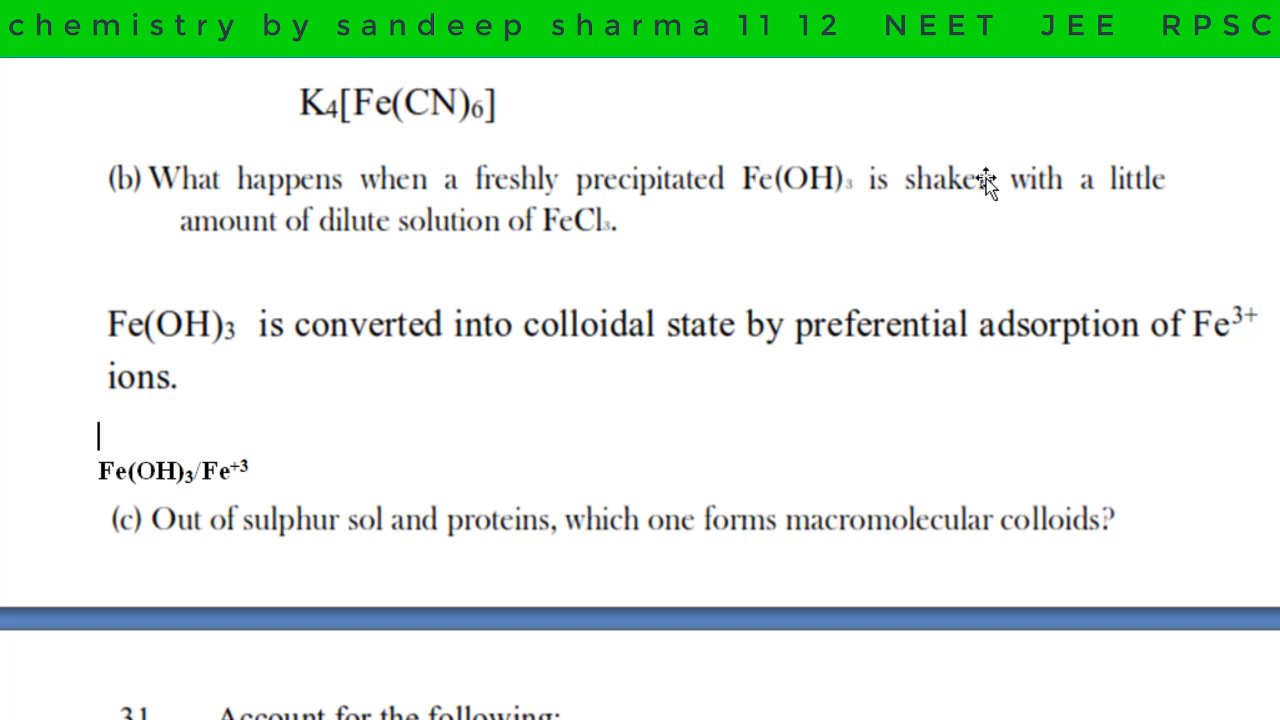 chemistry by sandeep sharma 11 12 NEET JEE RPSC
K₄[Fe(CN)₆]
(b) What happens when a freshly precipitated Fe(OH)₃ is shaken with a little
amount of dilute solution of FeCl₃.
Fe(OH)₃ is converted into colloidal state by preferential adsorption of Fe³⁺
ions.
Fe(OH)₃/Fe⁺³
(c) Out of sulphur sol and proteins, which one forms macromolecular colloids?
31 Account for the following: